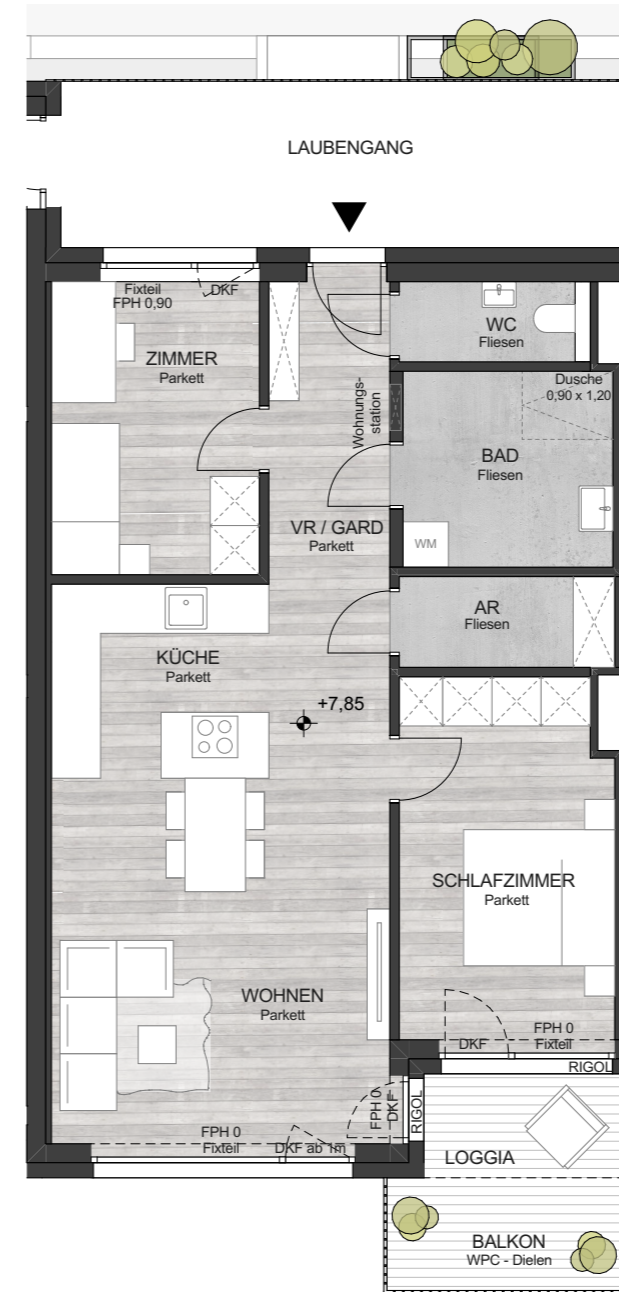 LAUBENGANG
Fixteil
FPH 0,90
DKF
WC
Fliesen
ZIMMER
Parkett
Dusche
0,90 x 1,20
Wohnungs-
station
BAD
Fliesen
VR / GARD
Parkett
WM
AR
Fliesen
KÜCHE
Parkett
+7,85
SCHLAFZIMMER
Parkett
WOHNEN
Parkett
DKF
FPH 0
Fixteil
RIGOL
FPH 0
DKF
RIGOL
FPH 0
Fixteil
DKF ab 1m
LOGGIA
BALKON
WPC - Dielen